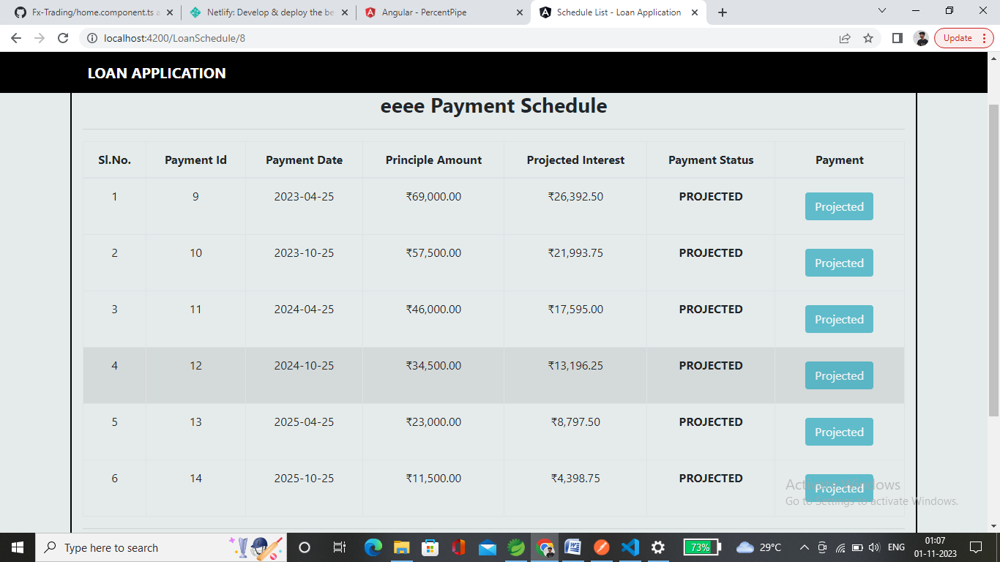 Fx-Trading/home.component.ts a
Netlify: Develop & deploy the be
Angular - PercentPipe
Schedule List - Loan Application
localhost:4200/LoanSchedule/8
Update
LOAN APPLICATION
eeee Payment Schedule
Sl.No. Payment Id Payment Date Principle Amount Projected Interest Payment Status Payment
1 9 2023-04-25 ₹69,000.00 ₹26,392.50 PROJECTED Projected
2 10 2023-10-25 ₹57,500.00 ₹21,993.75 PROJECTED Projected
3 11 2024-04-25 ₹46,000.00 ₹17,595.00 PROJECTED Projected
4 12 2024-10-25 ₹34,500.00 ₹13,196.25 PROJECTED Projected
5 13 2025-04-25 ₹23,000.00 ₹8,797.50 PROJECTED Projected
6 14 2025-10-25 ₹11,500.00 ₹4,398.75 PROJECTED Projected
Activate Windows
Go to Settings to activate Windows.
Type here to search
73%
29°C
ENG
01:07
01-11-2023